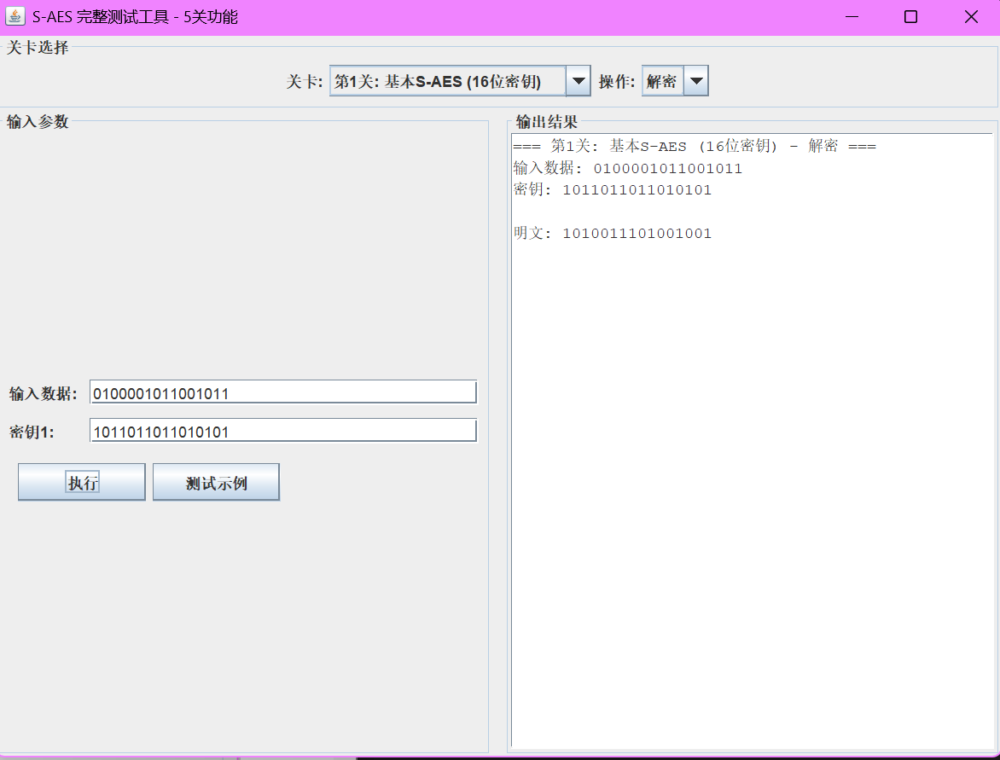 S-AES 完整测试工具 - 5关功能
关卡选择
关卡: 第1关: 基本S-AES (16位密钥) 操作: 解密
输入参数
输入数据: 0100001011001011
密钥1: 1011011011010101
执行 测试示例
输出结果
=== 第1关: 基本S-AES (16位密钥) - 解密 ===
输入数据: 0100001011001011
密钥: 1011011011010101
明文: 1010011101001001